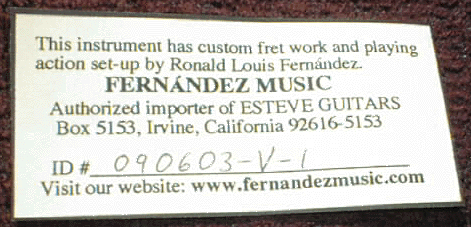 This instrument has custom fret work and playing
action set-up by Ronald Louis Fernández.
FERNÁNDEZ MUSIC
Authorized importer of ESTEVE GUITARS
Box 5153, Irvine, California 92616-5153
ID # 090603-V-1
Visit our website: www.fernandezmusic.com